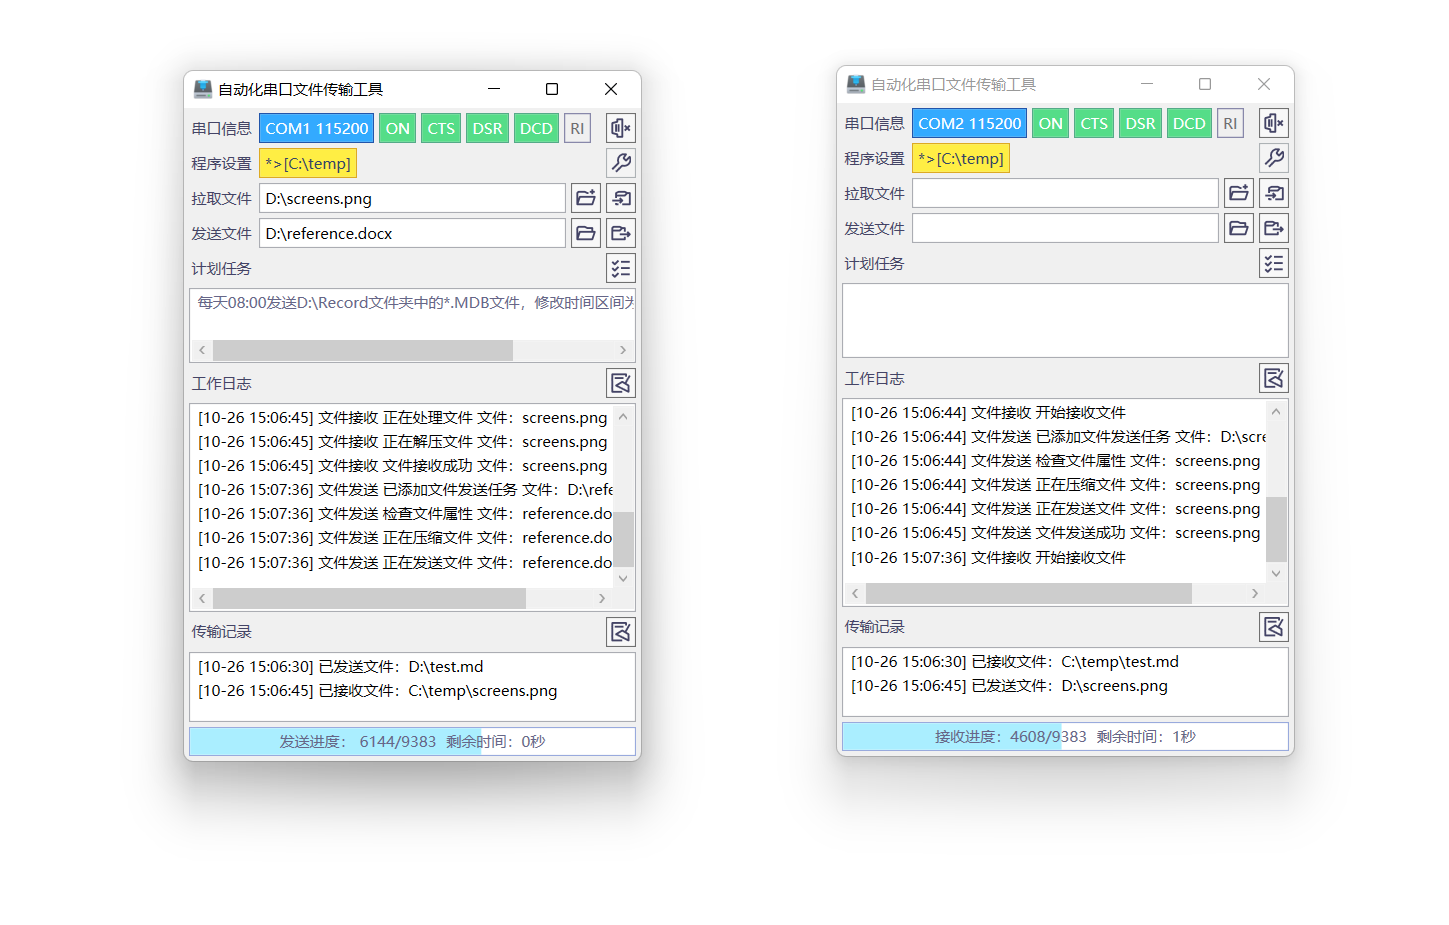 自动化串口文件传输工具
串口信息 COM1 115200 ON CTS DSR DCD RI
程序设置 *>[C:\temp]
拉取文件 D:\screens.png
发送文件 D:\reference.docx
计划任务
每天08:00发送D:\Record文件夹中的*.MDB文件，修改时间区间为
工作日志
[10-26 15:06:45] 文件接收 正在处理文件 文件：screens.png
[10-26 15:06:45] 文件接收 正在解压文件 文件：screens.png
[10-26 15:06:45] 文件接收 文件接收成功 文件：screens.png
[10-26 15:07:36] 文件发送 已添加文件发送任务 文件：D:\refe
[10-26 15:07:36] 文件发送 检查文件属性 文件：reference.do
[10-26 15:07:36] 文件发送 正在压缩文件 文件：reference.do
[10-26 15:07:36] 文件发送 正在发送文件 文件：reference.do
传输记录
[10-26 15:06:30] 已发送文件：D:\test.md
[10-26 15:06:45] 已接收文件：C:\temp\screens.png
发送进度： 6144/9383 剩余时间：0秒
自动化串口文件传输工具
串口信息 COM2 115200 ON CTS DSR DCD RI
程序设置 *>[C:\temp]
拉取文件
发送文件
计划任务
工作日志
[10-26 15:06:44] 文件接收 开始接收文件
[10-26 15:06:44] 文件发送 已添加文件发送任务 文件：D:\scre
[10-26 15:06:44] 文件发送 检查文件属性 文件：screens.png
[10-26 15:06:44] 文件发送 正在压缩文件 文件：screens.png
[10-26 15:06:44] 文件发送 正在发送文件 文件：screens.png
[10-26 15:06:45] 文件发送 文件发送成功 文件：screens.png
[10-26 15:07:36] 文件接收 开始接收文件
传输记录
[10-26 15:06:30] 已接收文件：C:\temp\test.md
[10-26 15:06:45] 已发送文件：D:\screens.png
接收进度：4608/9383 剩余时间：1秒